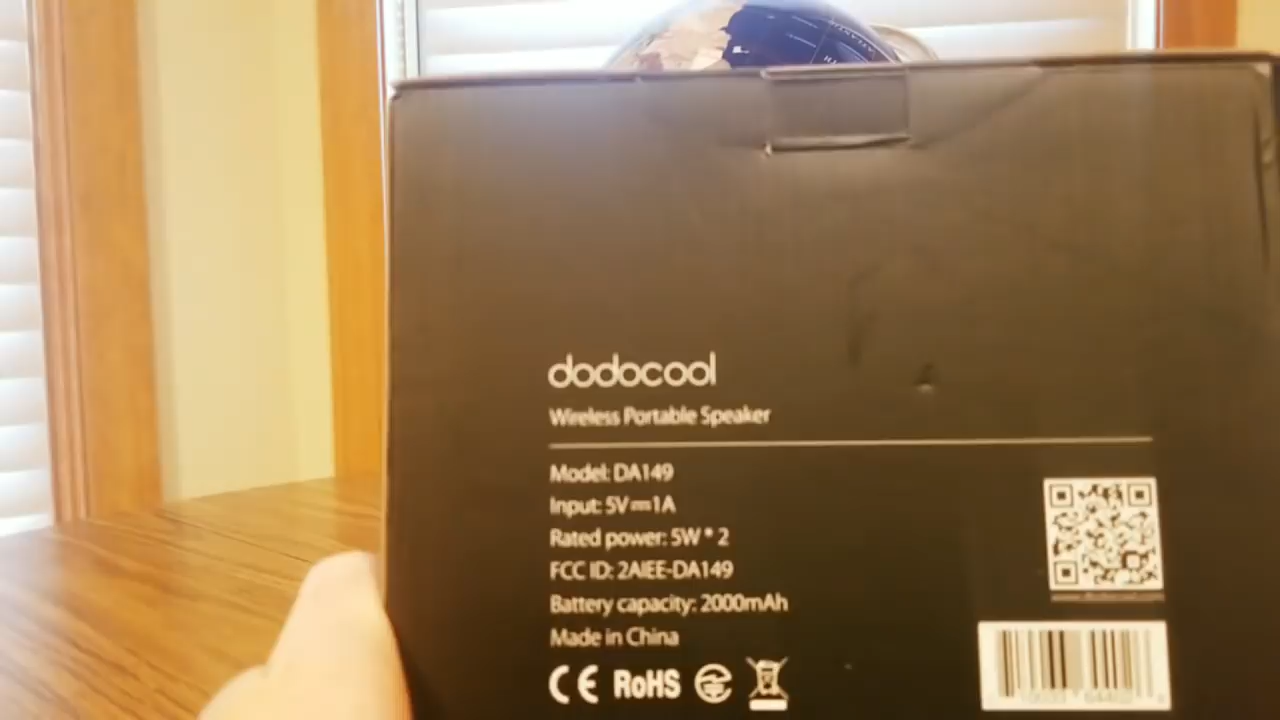 ATLANTIC
dodocool
Wireless Portable Speaker
Model: DA149
Input: 5V⎓1A
Rated power: 5W * 2
FCC ID: 2AIEE-DA149
Battery capacity: 2000mAh
Made in China
CE RoHS